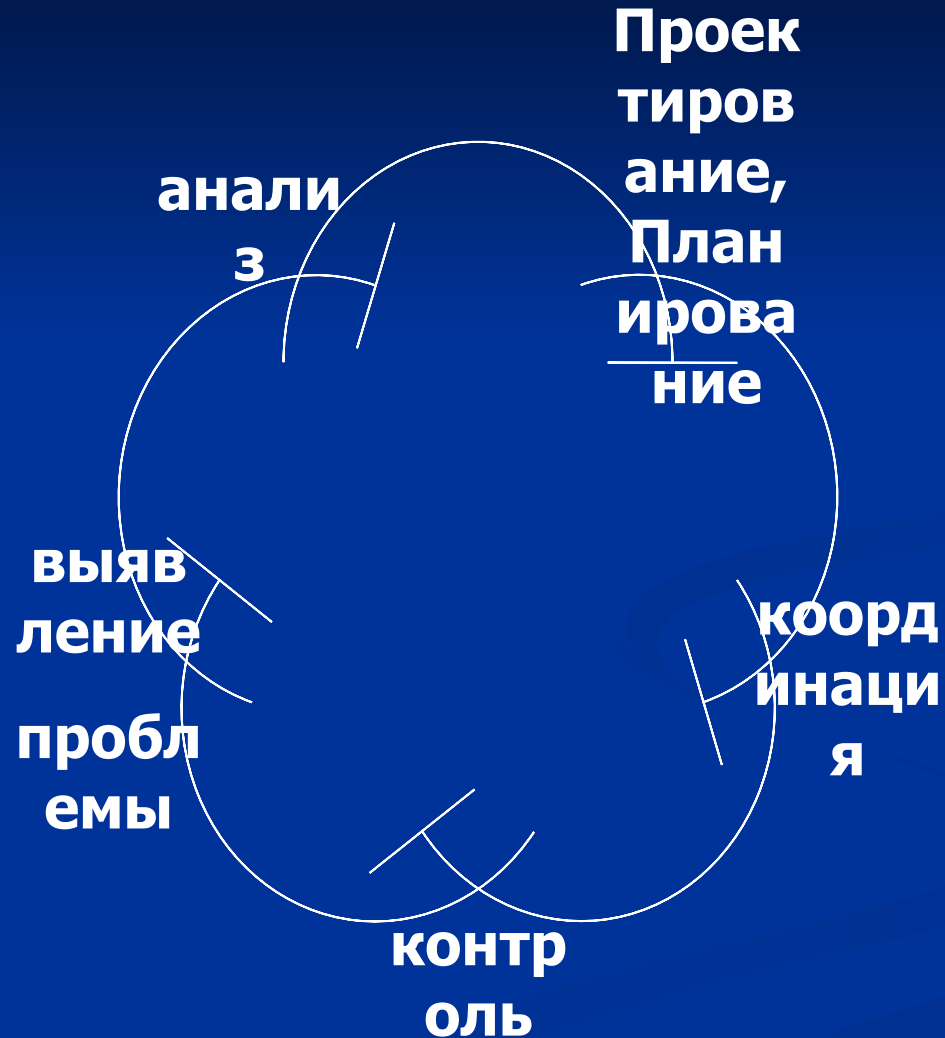 Проек
тиров
ание,
План
ирова
ние
анали
з
выяв
ление
пробл
емы
коорд
инаци
я
контр
оль